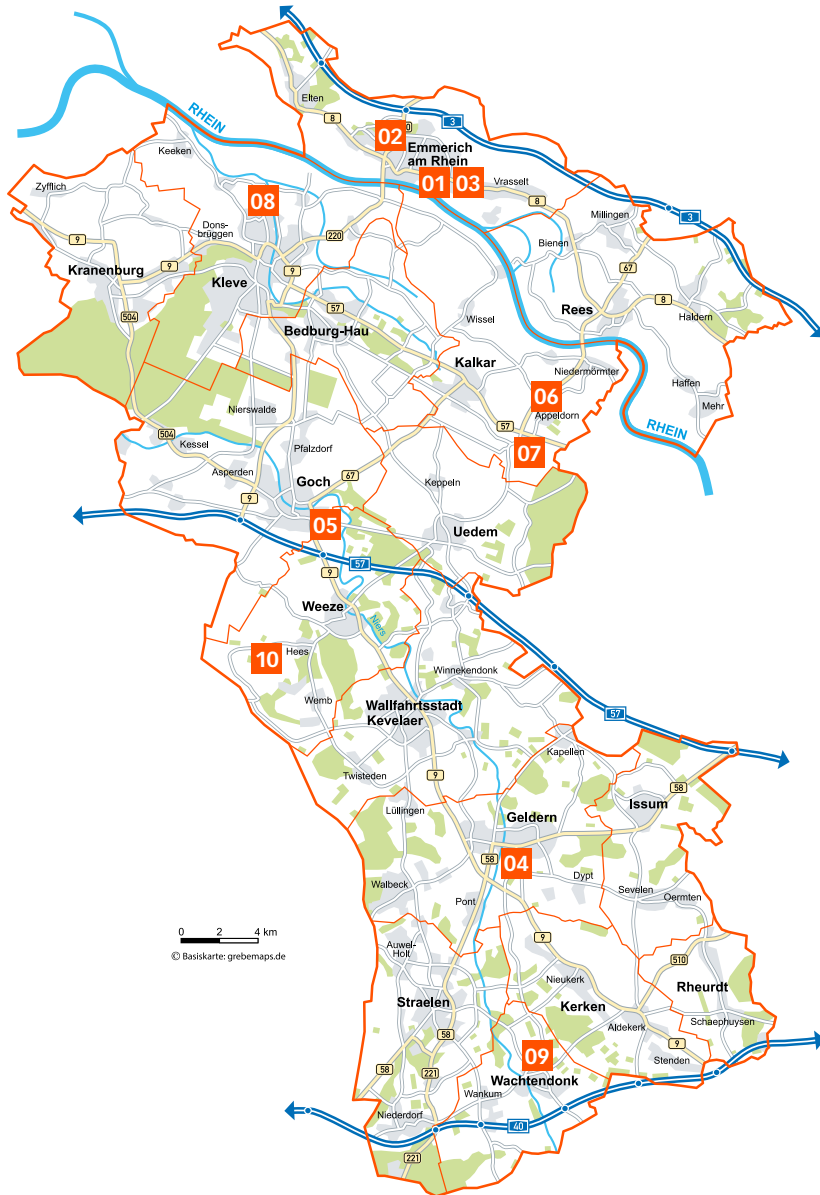 RHEIN
3
Elten
8
02
Emmerich
am Rhein
01
03
Vrasselt
8
Keeken
Zyfflich
08
Millingen
3
Dons-
brüggen
220
Bienen
9
9
9
Kranenburg
Kleve
67
8
504
57
Rees
Haldern
Bedburg-Hau
Wissel
Kalkar
Niedermörmter
Haffen
06
Mehr
Nierswalde
Appeldorn
57
RHEIN
504
Kessel
Pfalzdorf
07
Asperden
67
Goch
Keppeln
9
05
Uedem
57
9
Weeze
Niers
10
Hees
Winnekendonk
Wemb
Wallfahrtsstadt
Kevelaer
57
Kapellen
Twisteden
9
58
Issum
Lüllingen
Geldern
58
04
Dypt
Walbeck
Sevelen
Oermten
Pont
0 2 4 km
© Basiskarte: grebemaps.de
Auwel-
Holt
9
510
Nieukerk
Rheurdt
Straelen
Kerken
Schaephuysen
Aldekerk
58
9
09
Stenden
58
221
Wachtendonk
Wankum
Niederdorf
40
221